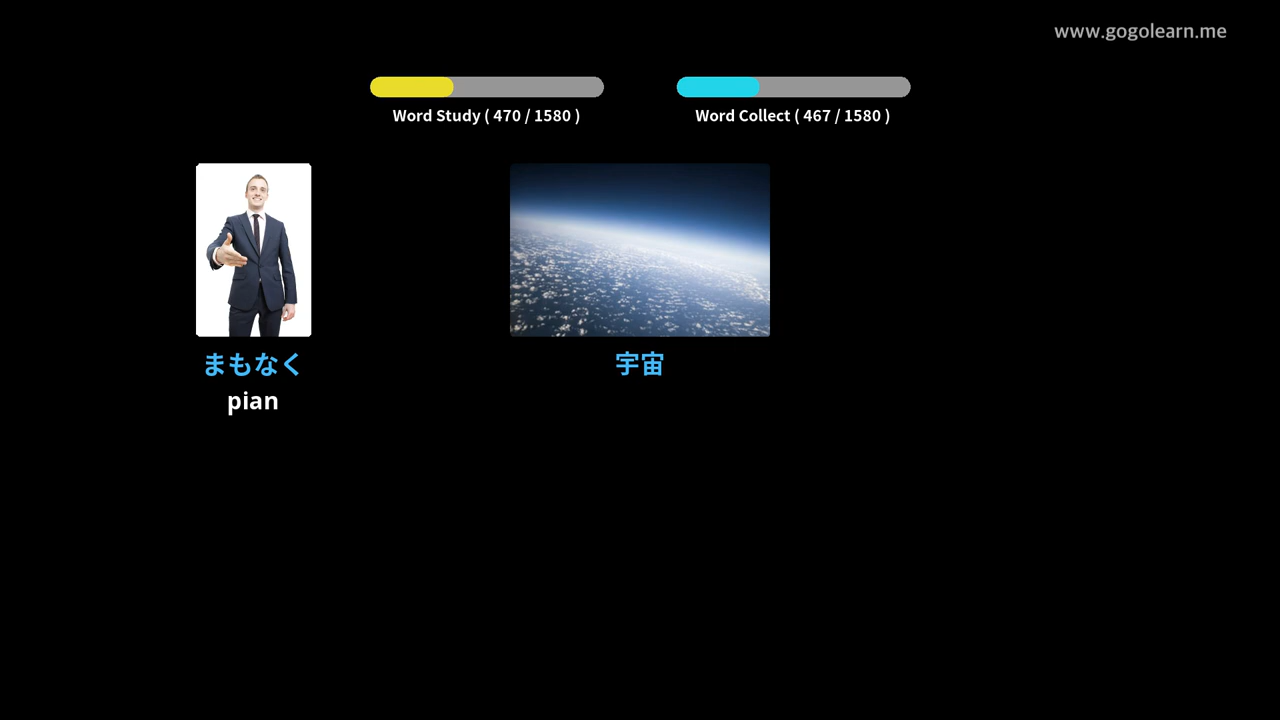 www.gogolearn.me
Word Study ( 470 / 1580 )
Word Collect ( 467 / 1580 )
まもなく
pian
宇宙